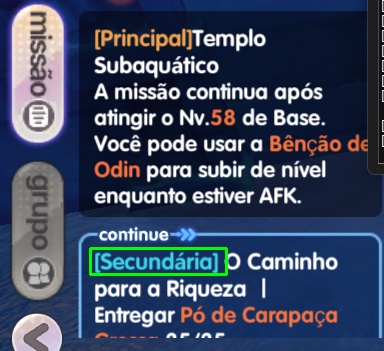 missão
grupo
[Principal]Templo
Subaquático
A missão continua após
atingir o Nv.58 de Base.
Você pode usar a Bênção de
Odin para subir de nível
enquanto estiver AFK.
continue
[Secundária] O Caminho
para a Riqueza |
Entregar Pó de Carapaça